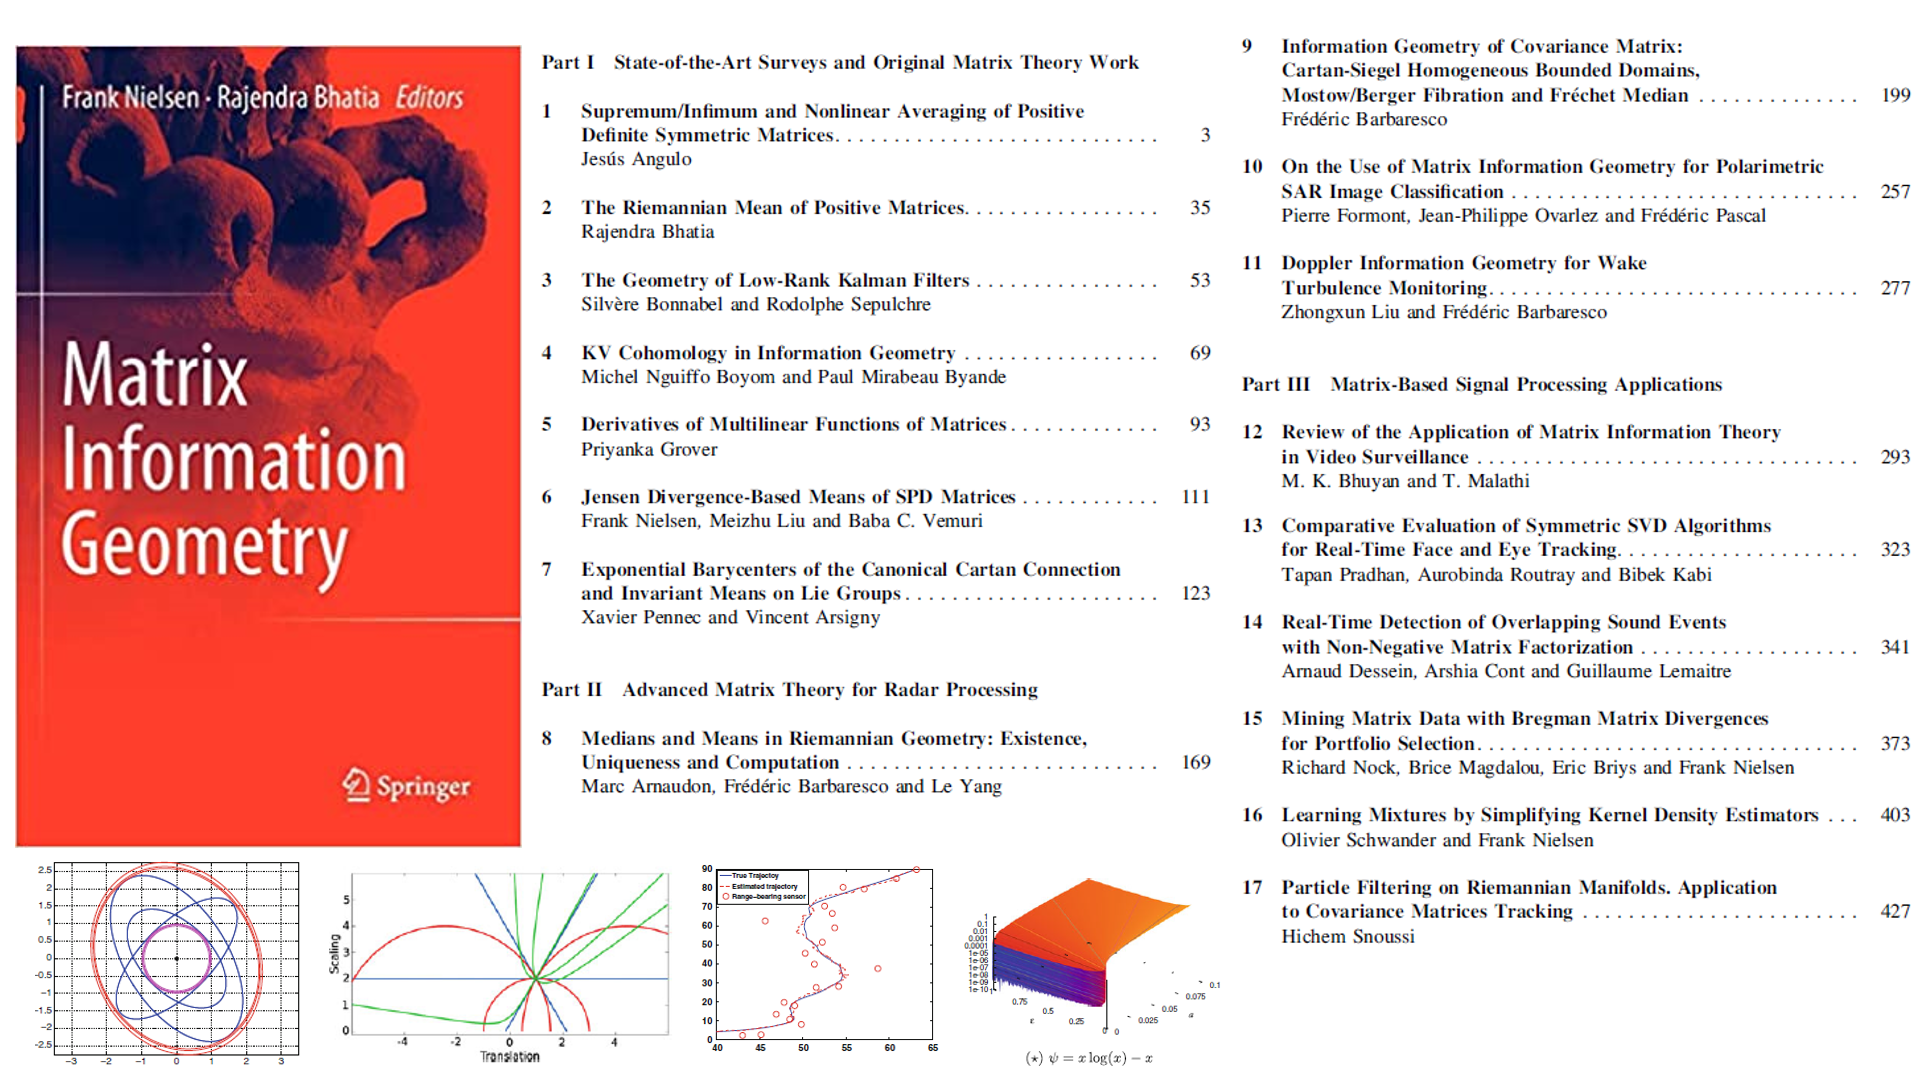 Frank Nielsen · Rajendra Bhatia Editors
Matrix
Information
Geometry
Springer
Part I State-of-the-Art Surveys and Original Matrix Theory Work
1 Supremum/Infimum and Nonlinear Averaging of Positive
Definite Symmetric Matrices. . . . . . . . . . . . . . . . . . . . . . . . . . . . 3
Jesús Angulo
2 The Riemannian Mean of Positive Matrices. . . . . . . . . . . . . . . . . 35
Rajendra Bhatia
3 The Geometry of Low-Rank Kalman Filters . . . . . . . . . . . . . . . . 53
Silvère Bonnabel and Rodolphe Sepulchre
4 KV Cohomology in Information Geometry . . . . . . . . . . . . . . . . . 69
Michel Nguiffo Boyom and Paul Mirabeau Byande
5 Derivatives of Multilinear Functions of Matrices . . . . . . . . . . . . . 93
Priyanka Grover
6 Jensen Divergence-Based Means of SPD Matrices . . . . . . . . . . . . 111
Frank Nielsen, Meizhu Liu and Baba C. Vemuri
7 Exponential Barycenters of the Canonical Cartan Connection
and Invariant Means on Lie Groups . . . . . . . . . . . . . . . . . . . . . . 123
Xavier Pennec and Vincent Arsigny
Part II Advanced Matrix Theory for Radar Processing
8 Medians and Means in Riemannian Geometry: Existence,
Uniqueness and Computation . . . . . . . . . . . . . . . . . . . . . . . . . . . 169
Marc Arnaudon, Frédéric Barbaresco and Le Yang
9 Information Geometry of Covariance Matrix:
Cartan-Siegel Homogeneous Bounded Domains,
Mostow/Berger Fibration and Fréchet Median . . . . . . . . . . . . . . 199
Frédéric Barbaresco
10 On the Use of Matrix Information Geometry for Polarimetric
SAR Image Classification . . . . . . . . . . . . . . . . . . . . . . . . . . . . . . 257
Pierre Formont, Jean-Philippe Ovarlez and Frédéric Pascal
11 Doppler Information Geometry for Wake
Turbulence Monitoring. . . . . . . . . . . . . . . . . . . . . . . . . . . . . . . . 277
Zhongxun Liu and Frédéric Barbaresco
Part III Matrix-Based Signal Processing Applications
12 Review of the Application of Matrix Information Theory
in Video Surveillance . . . . . . . . . . . . . . . . . . . . . . . . . . . . . . . . . 293
M. K. Bhuyan and T. Malathi
13 Comparative Evaluation of Symmetric SVD Algorithms
for Real-Time Face and Eye Tracking. . . . . . . . . . . . . . . . . . . . . 323
Tapan Pradhan, Aurobinda Routray and Bibek Kabi
14 Real-Time Detection of Overlapping Sound Events
with Non-Negative Matrix Factorization . . . . . . . . . . . . . . . . . . . 341
Arnaud Dessein, Arshia Cont and Guillaume Lemaitre
15 Mining Matrix Data with Bregman Matrix Divergences
for Portfolio Selection. . . . . . . . . . . . . . . . . . . . . . . . . . . . . . . . . 373
Richard Nock, Brice Magdalou, Eric Briys and Frank Nielsen
16 Learning Mixtures by Simplifying Kernel Density Estimators . . . 403
Olivier Schwander and Frank Nielsen
17 Particle Filtering on Riemannian Manifolds. Application
to Covariance Matrices Tracking . . . . . . . . . . . . . . . . . . . . . . . . 427
Hichem Snoussi
2.5
2
1.5
1
0.5
0
−0.5
−1
−1.5
−2
−2.5
−3 −2 −1 0 1 2 3
Scaling
5
4
3
2
1
0
-4 -2 0 2 4
Translation
True Trajectoy
Estimated trajectory
Range−bearing sensor
90
80
70
60
50
40
30
20
10
0
40 45 50 55 60 65
1
0.1
0.01
0.001
0.0001
1e-05
1e-06
1e-07
1e-08
1e-09
1e-10
1 0.75 0.5 0.25 0
0 0.025 0.05 0.075 0.1
(⋆) ψ = x log(x) − x